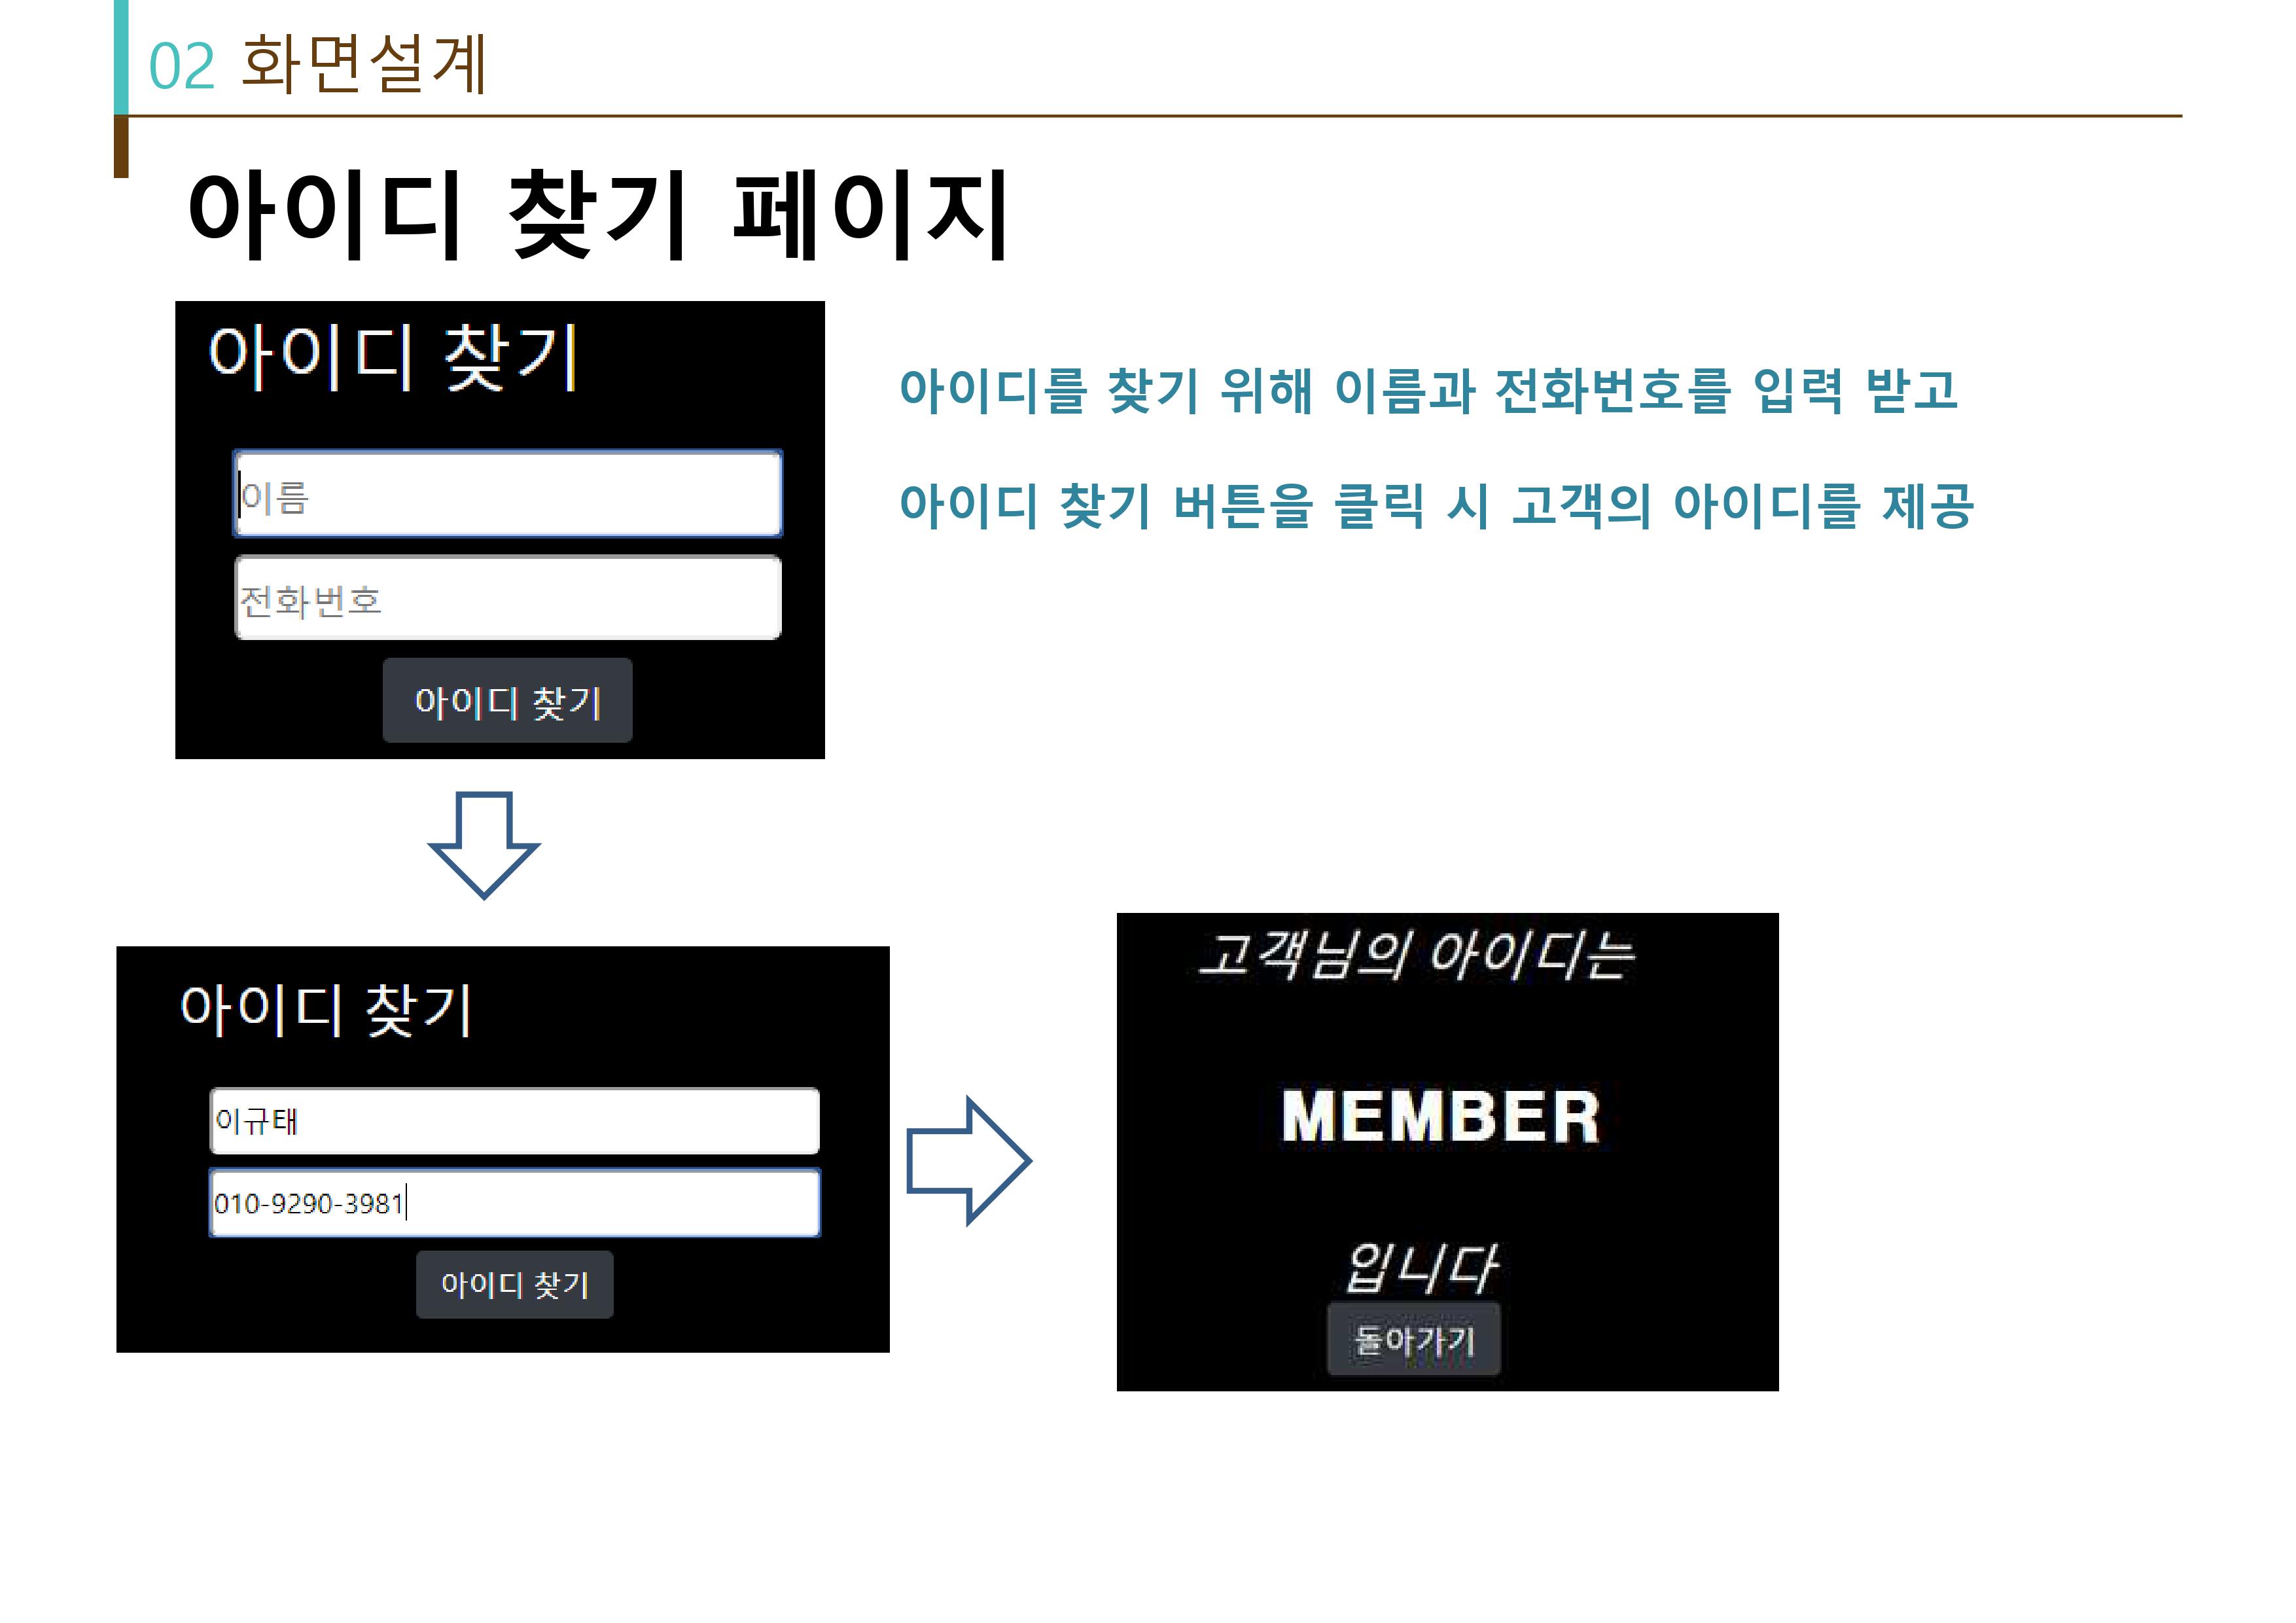 02 화면설계
아이디 찾기 페이지
아이디 찾기
이름
전화번호
아이디 찾기
아이디를 찾기 위해 이름과 전화번호를 입력 받고
아이디 찾기 버튼을 클릭 시 고객의 아이디를 제공
아이디 찾기
이규태
010-9290-3981
아이디 찾기
고객님의 아이디는
MEMBER
입니다
돌아가기